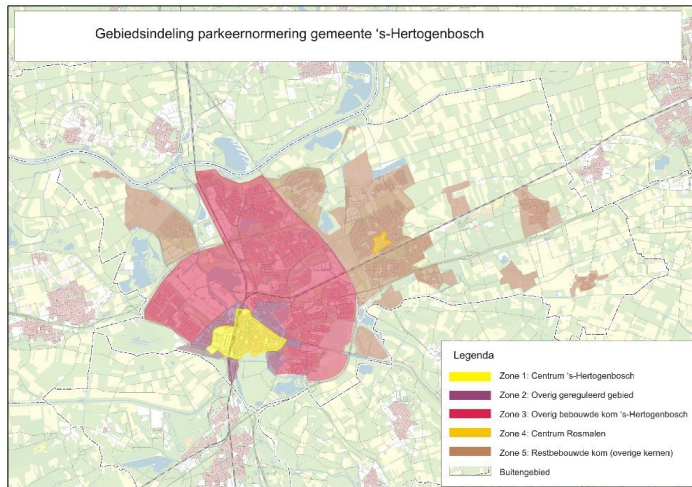 Gebiedsindeling parkeernormering gemeente 's-Hertogenbosch
Legenda
Zone 1: Centrum 's-Hertogenbosch
Zone 2: Overig gereguleerd gebied
Zone 3: Overig bebouwde kom 's-Hertogenbosch
Zone 4: Centrum Rosmalen
Zone 5: Restbebouwde kom (overige kernen)
Buitengebied